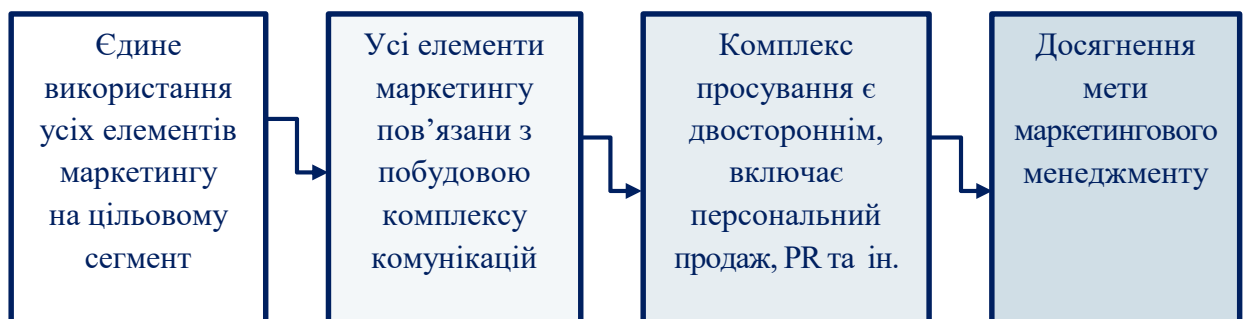 Єдине
використання
усіх елементів
маркетингу
на цільовому
сегмент
Усі елементи
маркетингу
пов’язани з
побудовою
комплексу
комунікацій
Комплекс
просування є
двостороннім,
включає
персональний
продаж, PR та ін.
Досягнення
мети
маркетингового
менеджменту